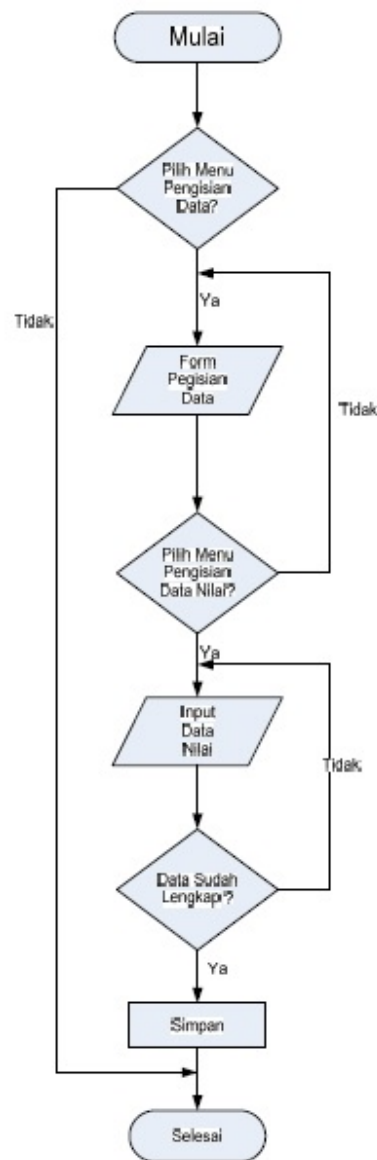 Mulai
Pilih Menu
Pengisian
Data?
Ya
Tidak
Form
Pegisian
Data
Tidak
Pilih Menu
Pengisian
Data Nilai?
Ya
Input
Data
Nilai
Tidak
Data Sudah
Lengkap?
Ya
Simpan
Selesai